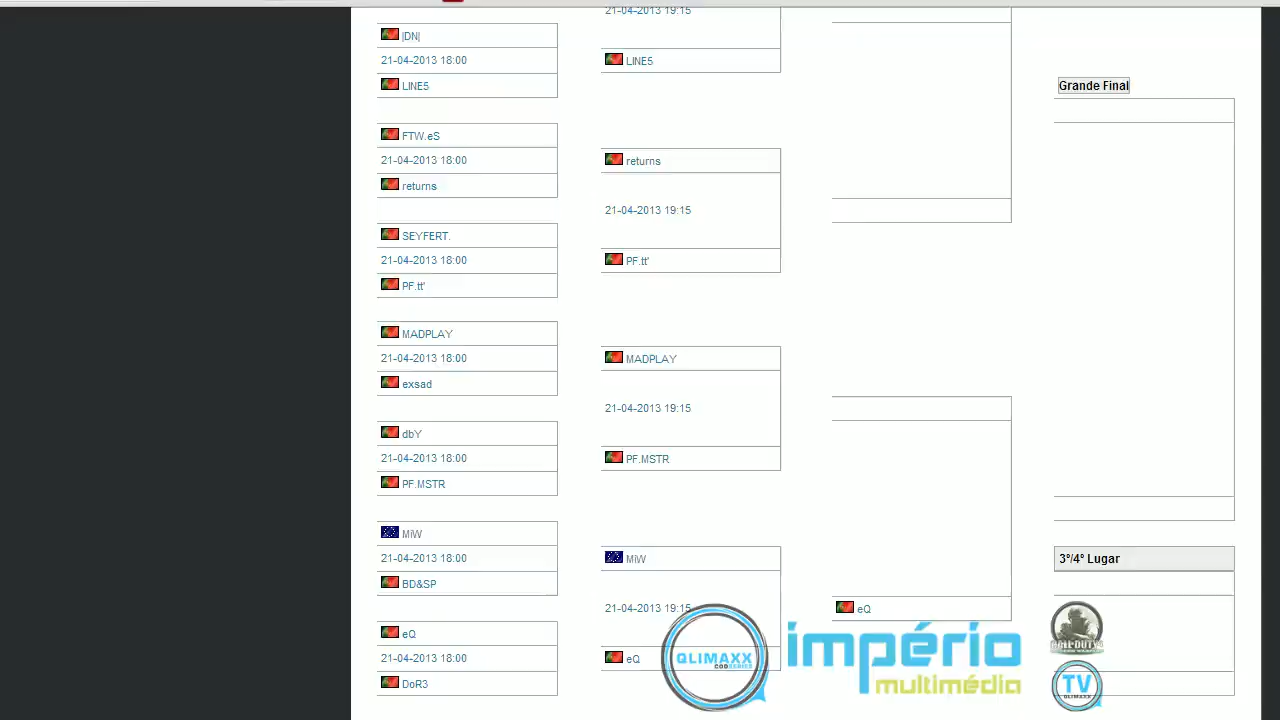 |DN|
21-04-2013 18:00
LINE5
FTW.eS
21-04-2013 18:00
returns
SEYFERT.
21-04-2013 18:00
PF.tt'
MADPLAY
21-04-2013 18:00
exsad
dbY
21-04-2013 18:00
PF.MSTR
MiW
21-04-2013 18:00
BD&SP
eQ
21-04-2013 18:00
DoR3
21-04-2013 19:15
LINE5
returns
21-04-2013 19:15
PF.tt'
MADPLAY
21-04-2013 19:15
PF.MSTR
MiW
21-04-2013 19:15
eQ
eQ
Grande Final
3º/4º Lugar
QLIMAXX
CODSERIES
império
multimédia
TV
QLIMAXX